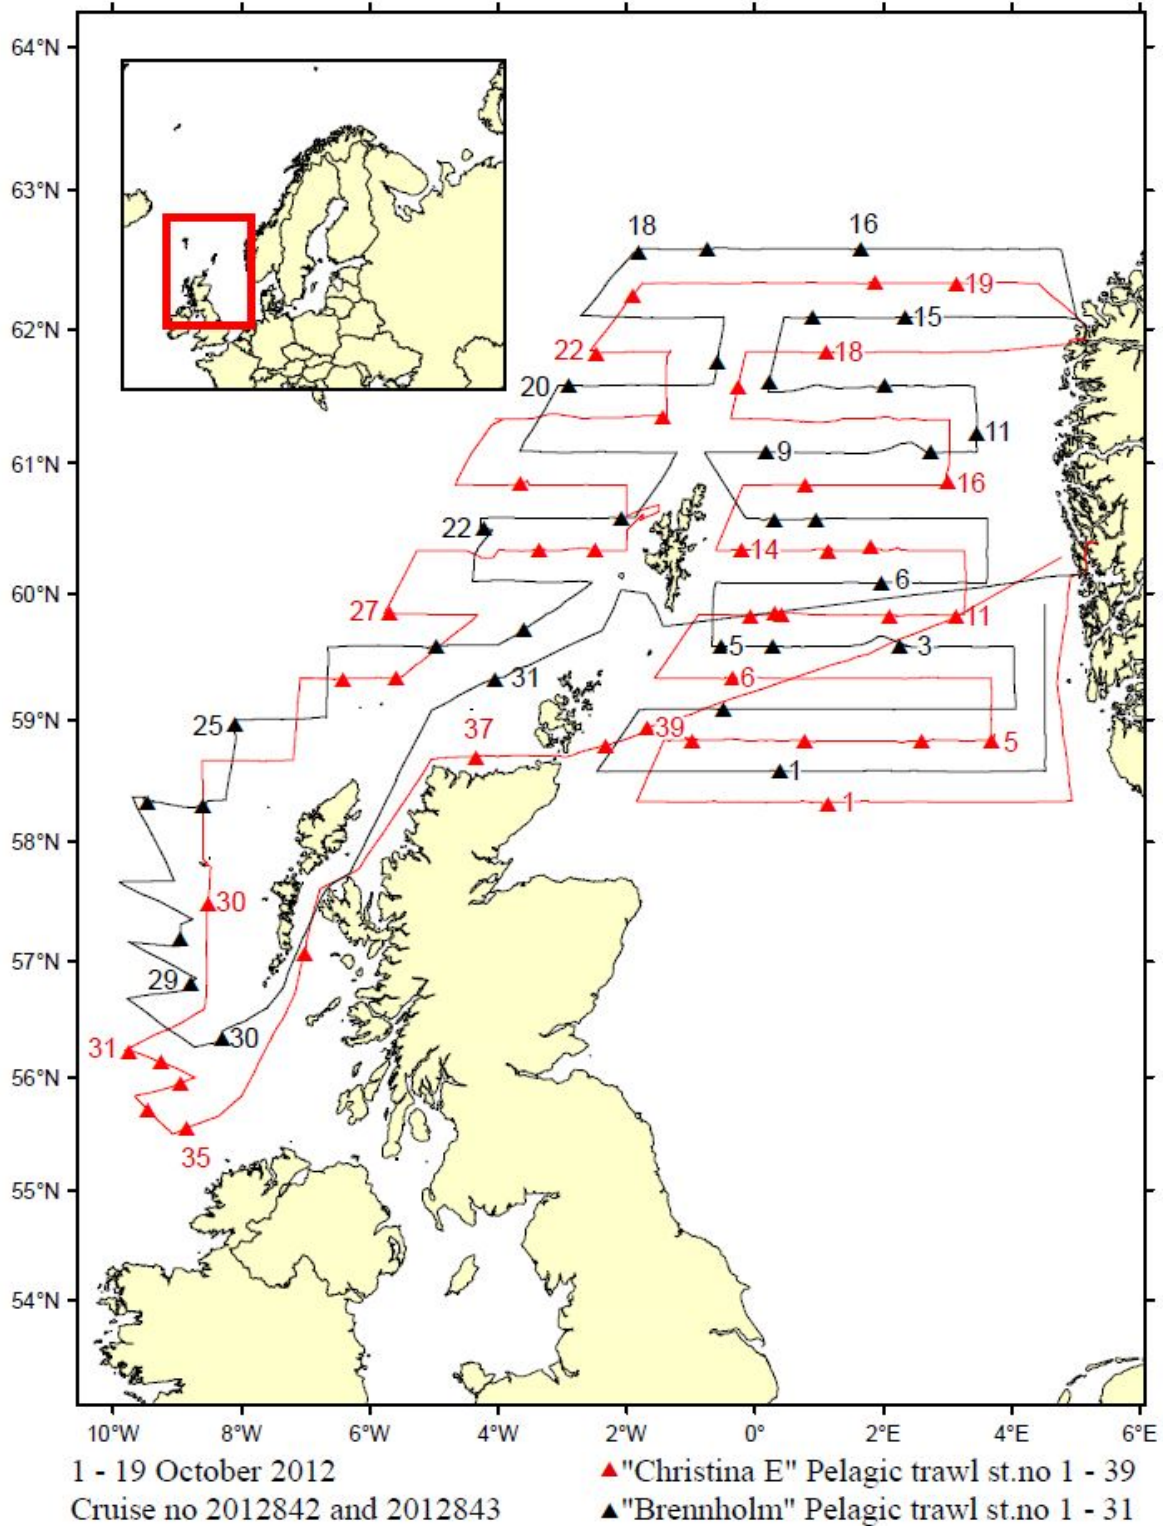 64°N
63°N
18 16
19
62°N 15
22 18
20
11
61°N 9
16
22
14
60°N 6
27 11
5 3
31 6
59°N
25 37 39 5
1
1
58°N
30
57°N
29
30
31
56°N
35
55°N
54°N
10°W 8°W 6°W 4°W 2°W 0° 2°E 4°E 6°E
1 - 19 October 2012
"Christina E" Pelagic trawl st.no 1 - 39
Cruise no 2012842 and 2012843
"Brennholm" Pelagic trawl st.no 1 - 31